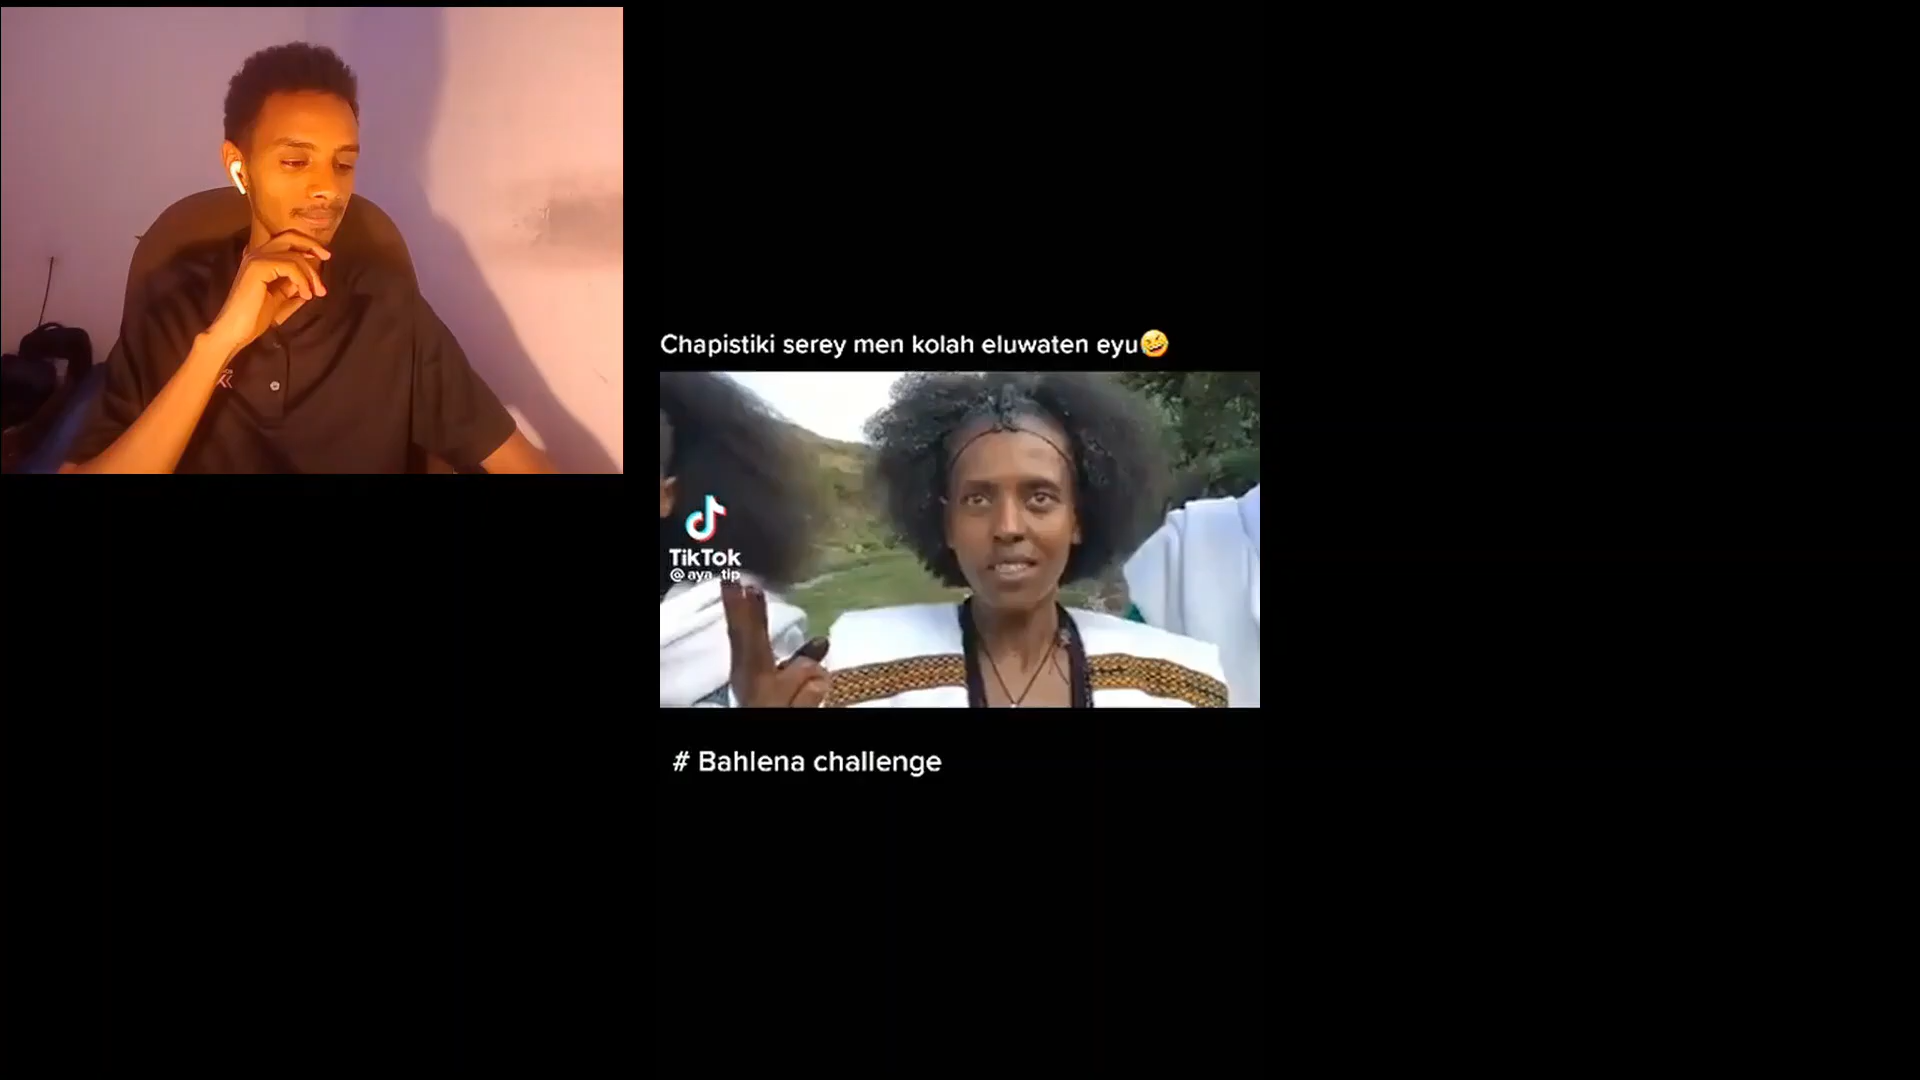 Chapistiki serey men kolah eluwaten eyu🤣
TikTok
@aya_tip
# Bahlena challenge